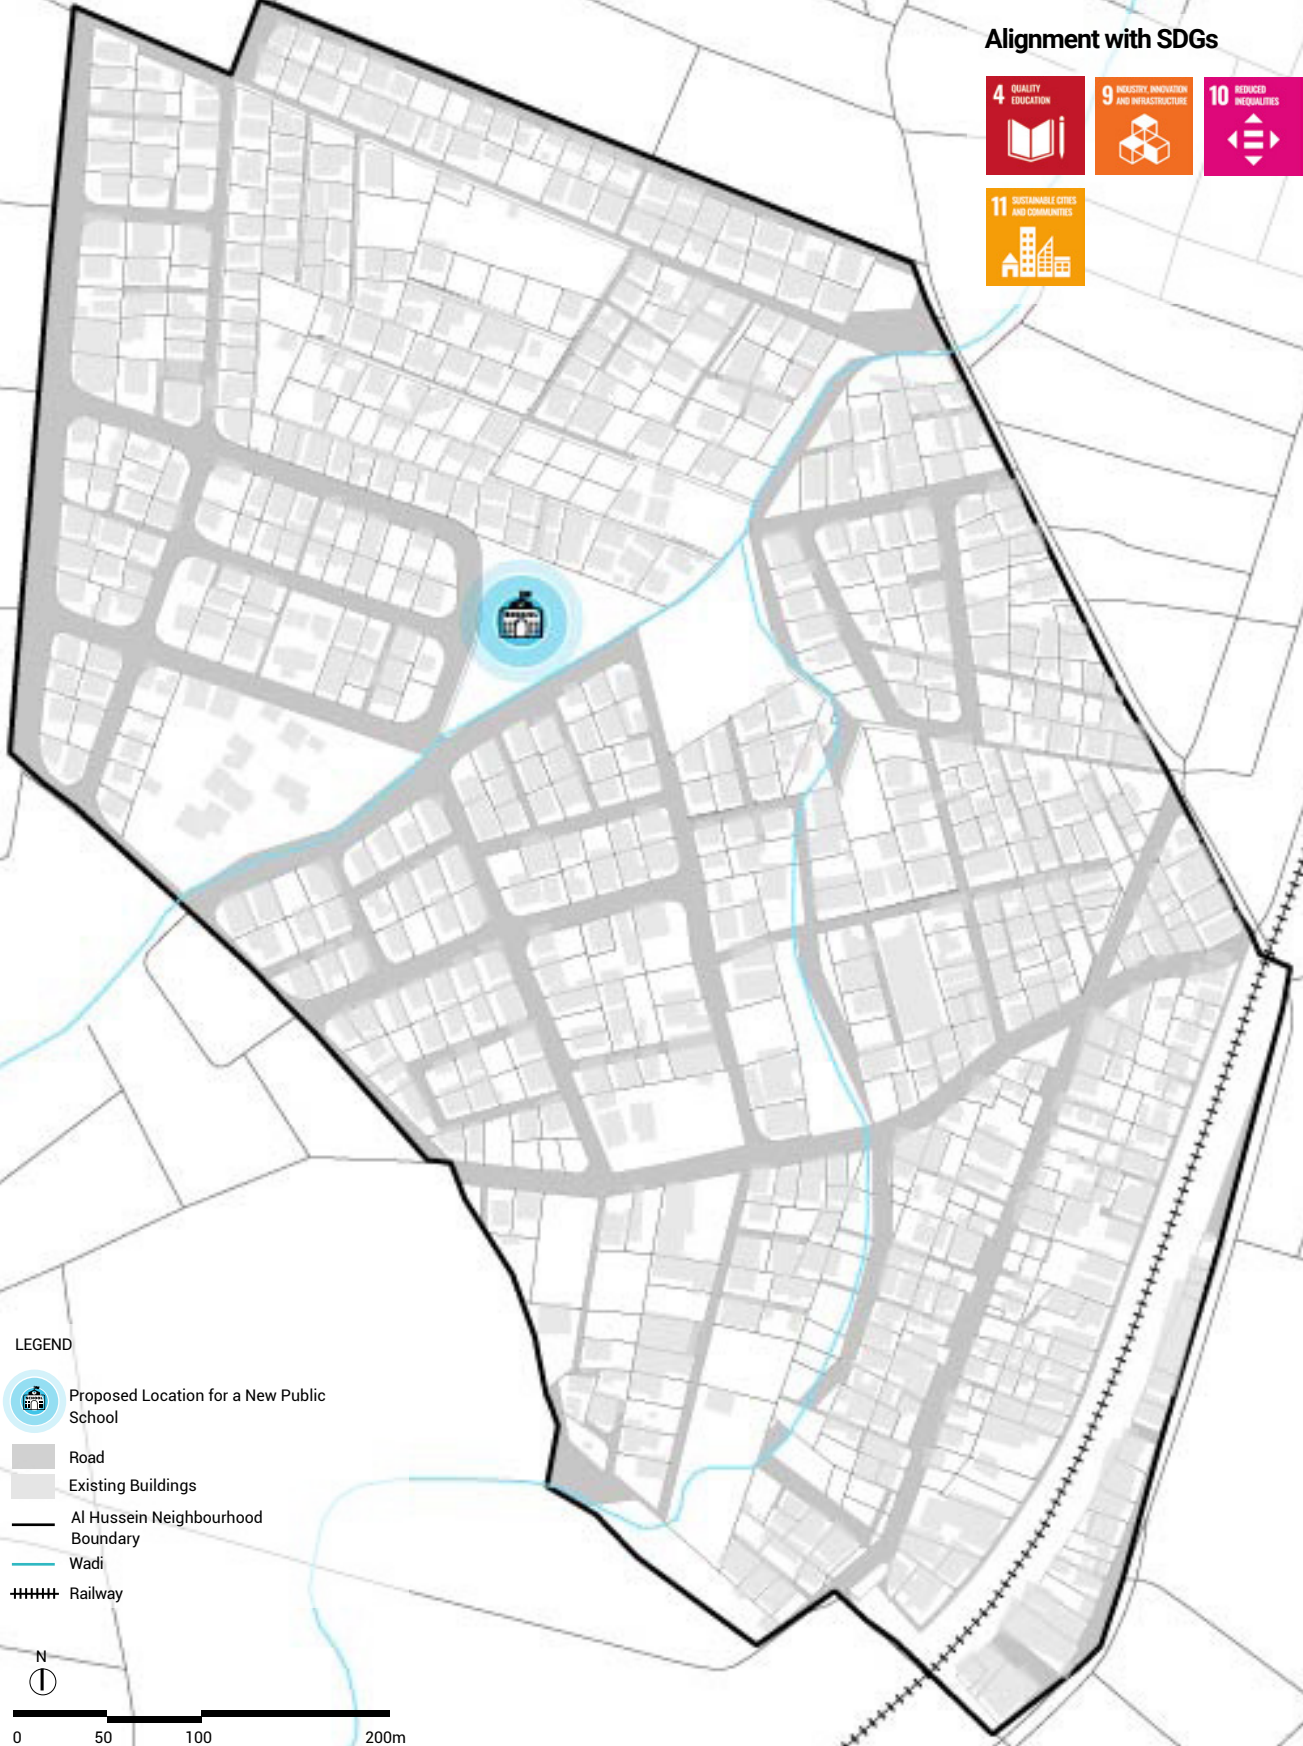 Alignment with SDGs
4 QUALITY
EDUCATION
9 INDUSTRY, INNOVATION
AND INFRASTRUCTURE
10 REDUCED
INEQUALITIES
11 SUSTAINABLE CITIES
AND COMMUNITIES
LEGEND
Proposed Location for a New Public
School
Road
Existing Buildings
Al Hussein Neighbourhood
Boundary
Wadi
Railway
N
0 50 100 200m